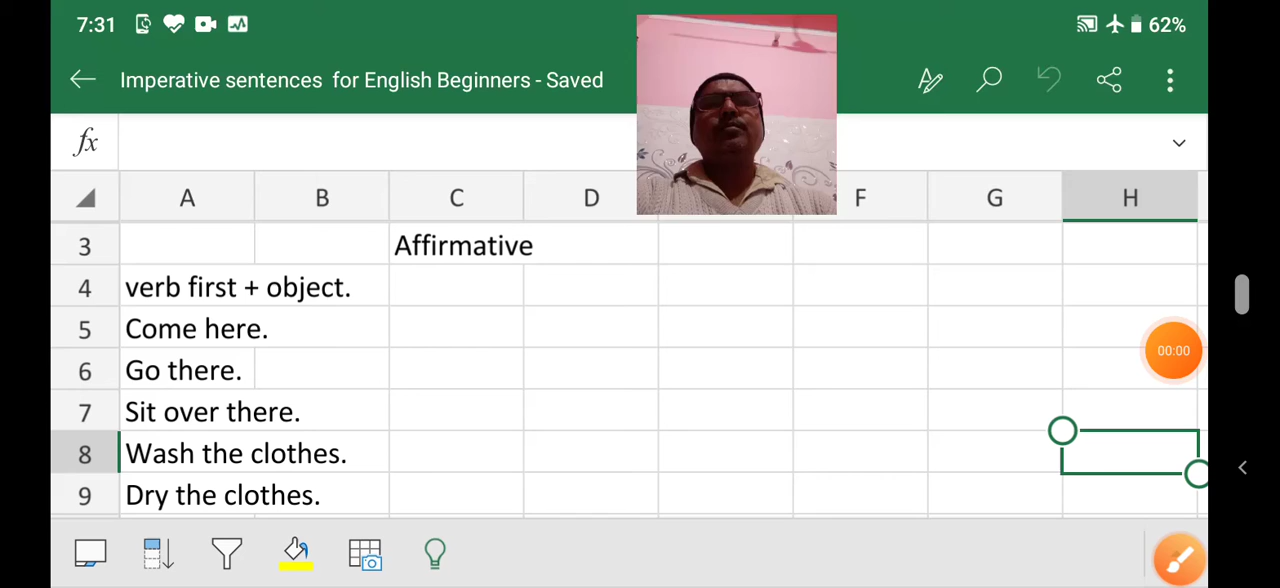 7:31
62%
Imperative sentences for English Beginners - Saved
fx
A B C D F G H
3 Affirmative
4 verb first + object.
5 Come here.
6 Go there.
00:00
7 Sit over there.
8 Wash the clothes.
9 Dry the clothes.